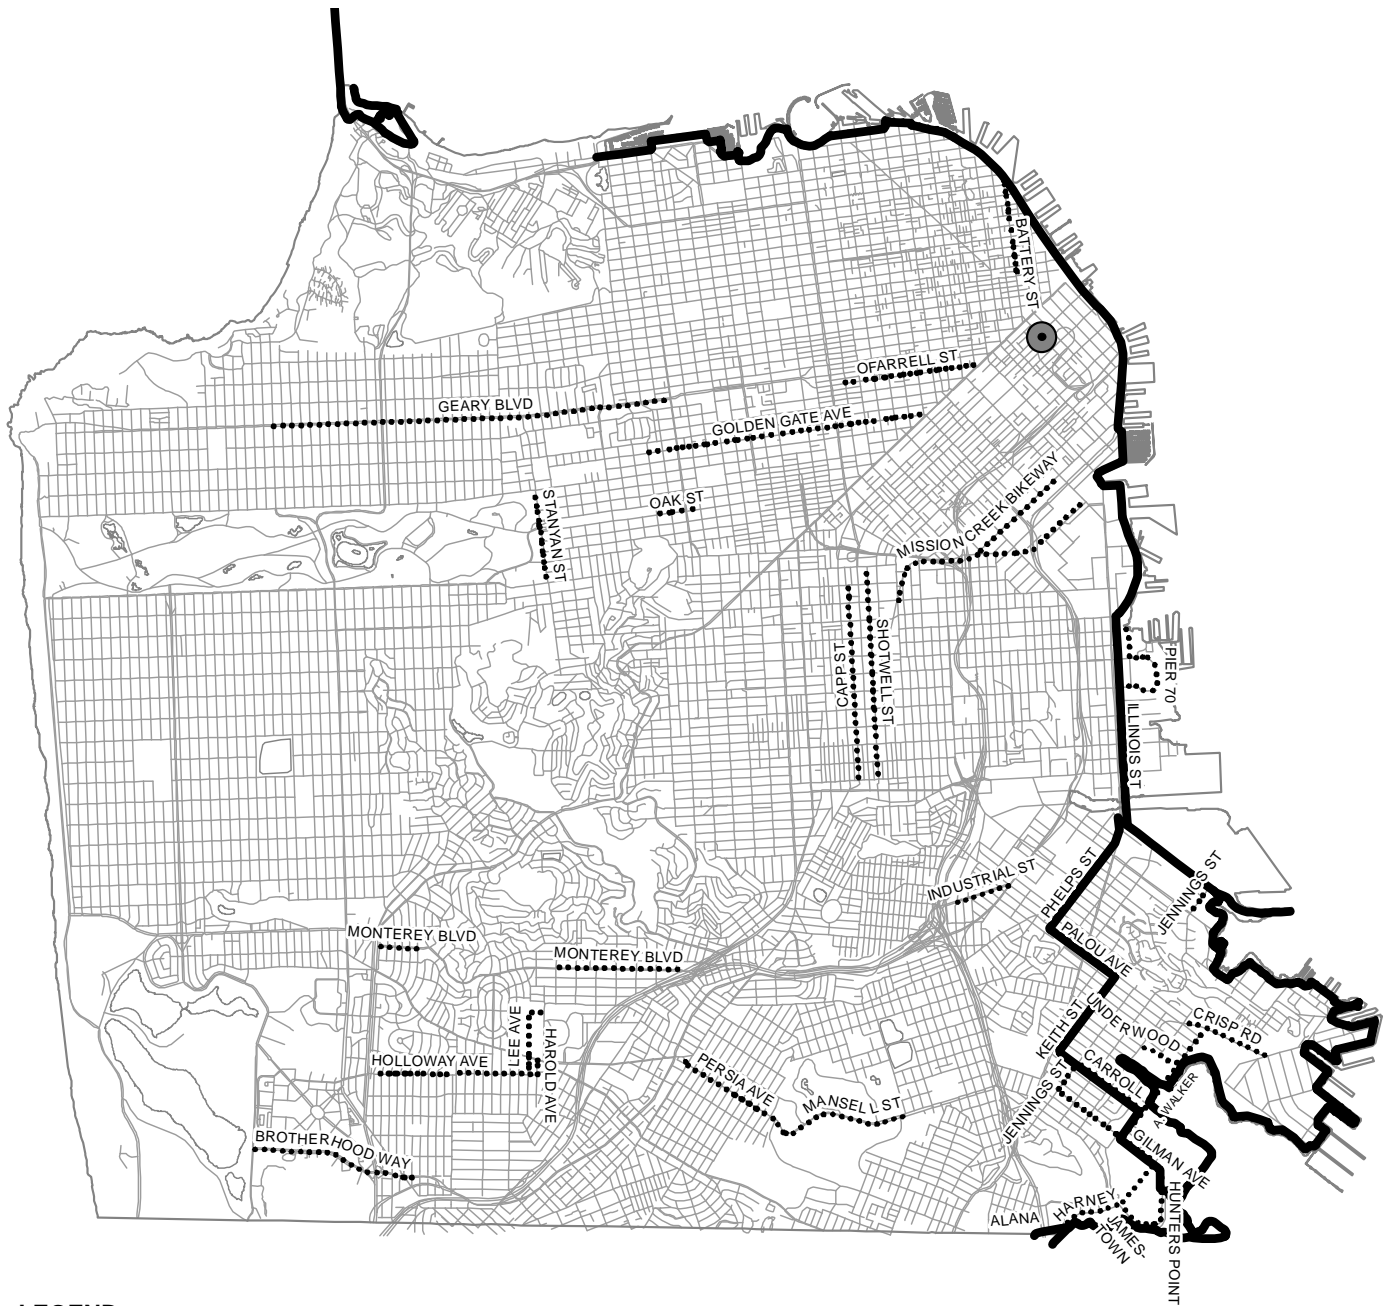 BATTERY ST
OFARRELL ST
GEARY BLVD
GOLDEN GATE AVE
STANYAN ST
OAK ST
MISSION CREEK BIKEWAY
CAPP ST
SHOTWELL ST
PIER 70
ILLINOIS ST
INDUSTRIAL ST
PHELPS ST
JENNINGS ST
MONTEREY BLVD
MONTEREY BLVD
PALOU AVE
LEE AVE
HAROLD AVE
HOLLOWAY AVE
KEITH ST
UNDERWOOD
CRISP RD
PERSIA AVE
MANSELL ST
CARROLL
A. WALKER
JENNINGS ST
BROTHERHOOD WAY
GILMAN AVE
HARNEY
ALANA
JAMES-
TOWN
HUNTERS POINT
LEGEND